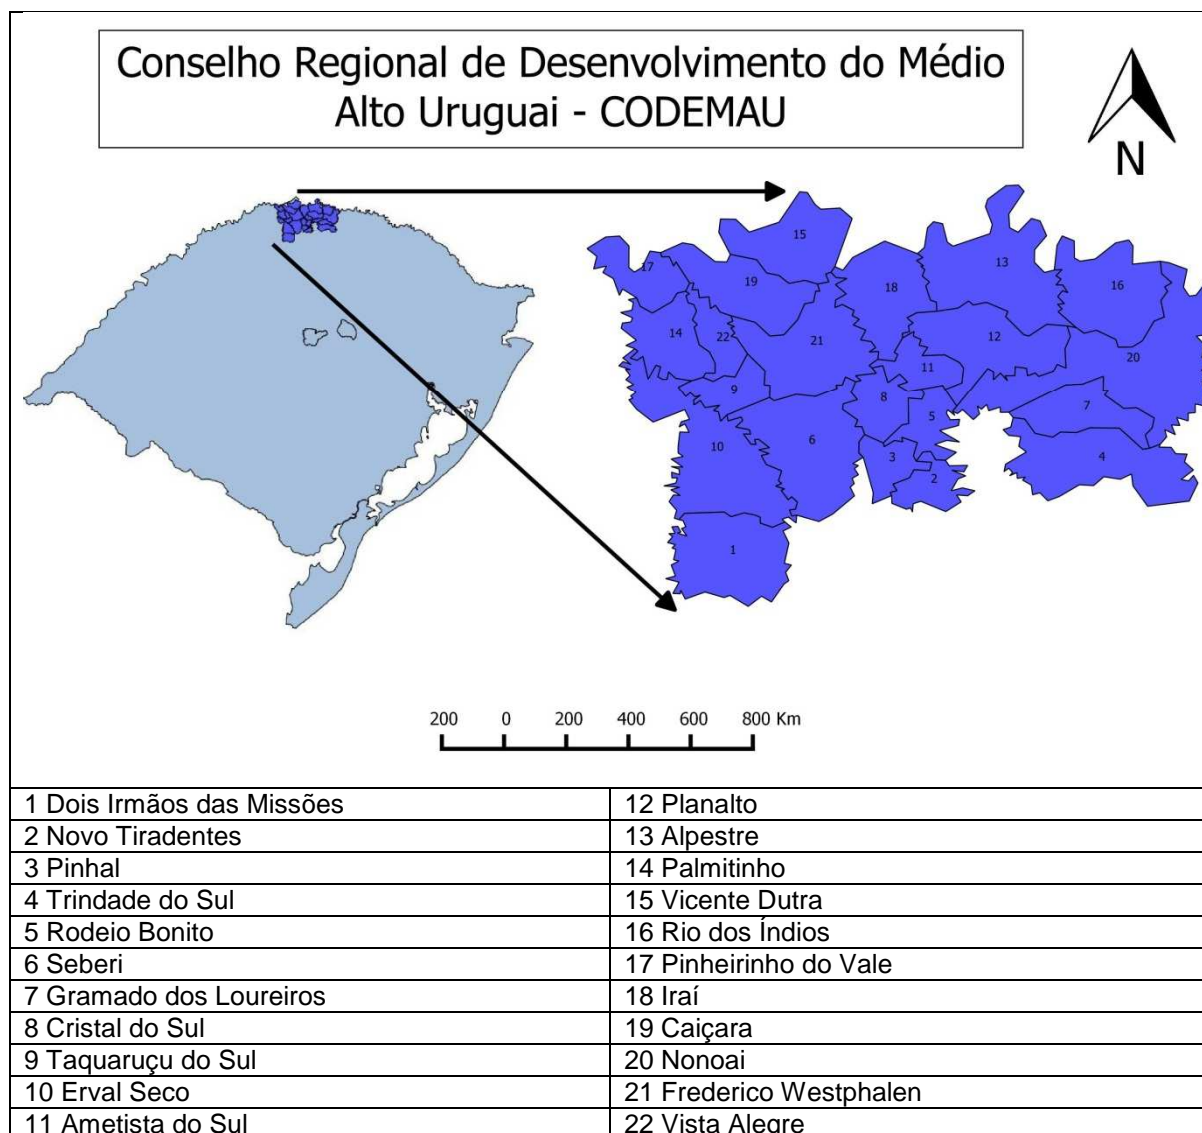 Conselho Regional de Desenvolvimento do Médio
Alto Uruguai - CODEMAU
N
15
17
13
19
18
16
14
22
21
12
20
11
9
8
7
5
6
10
3
4
2
1
200 0 200 400 600 800 Km
1 Dois Irmãos das Missões
12 Planalto
2 Novo Tiradentes
13 Alpestre
3 Pinhal
14 Palmitinho
4 Trindade do Sul
15 Vicente Dutra
5 Rodeio Bonito
16 Rio dos Índios
6 Seberi
17 Pinheirinho do Vale
7 Gramado dos Loureiros
18 Iraí
8 Cristal do Sul
19 Caiçara
9 Taquaruçu do Sul
20 Nonoai
10 Erval Seco
21 Frederico Westphalen
11 Ametista do Sul
22 Vista Alegre